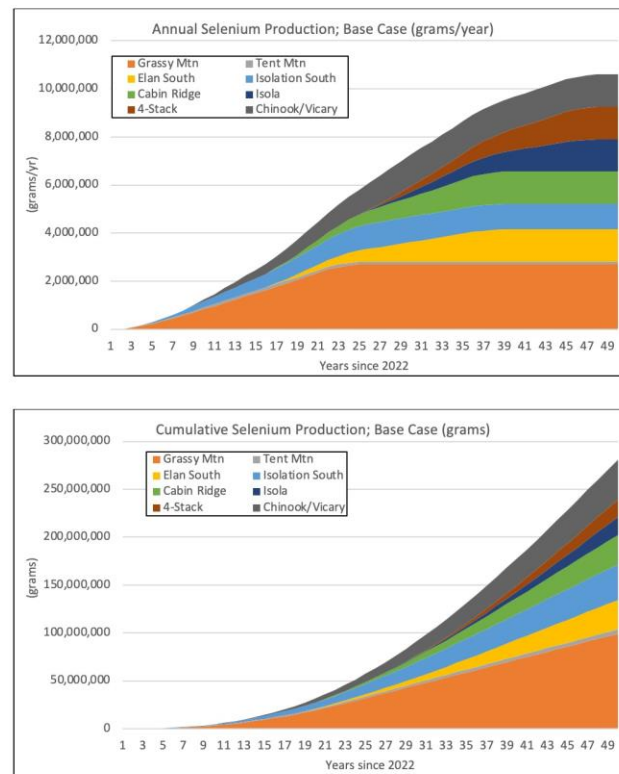 Annual Selenium Production; Base Case (grams/year)
12,000,000
Grassy Mtn Tent Mtn
Elan South Isolation South
10,000,000
Cabin Ridge Isola
4-Stack Chinook/Vicary
8,000,000
(grams/yr)
6,000,000
4,000,000
2,000,000
0
1 3 5 7 9 11 13 15 17 19 21 23 25 27 29 31 33 35 37 39 41 43 45 47 49
Years since 2022
Cumulative Selenium Production; Base Case (grams)
300,000,000
Grassy Mtn Tent Mtn
Elan South Isolation South
250,000,000
Cabin Ridge Isola
4-Stack Chinook/Vicary
200,000,000
(grams)
150,000,000
100,000,000
50,000,000
0
1 3 5 7 9 11 13 15 17 19 21 23 25 27 29 31 33 35 37 39 41 43 45 47 49
Years since 2022